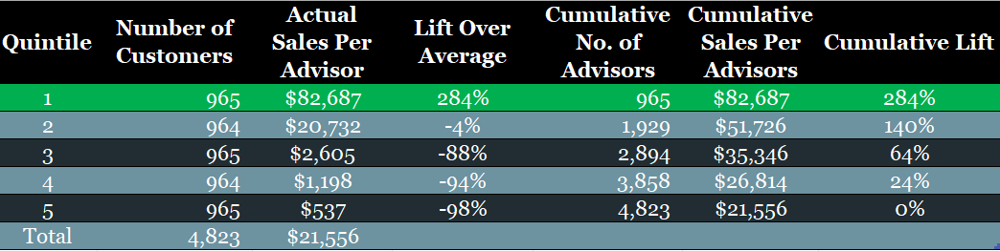 Quintile Number of Customers Actual Sales Per Advisor Lift Over Average Cumulative No. of Advisors Cumulative Sales Per Advisors Cumulative Lift
1 965 $82,687 284% 965 $82,687 284%
2 964 $20,732 -4% 1,929 $51,726 140%
3 965 $2,605 -88% 2,894 $35,346 64%
4 964 $1,198 -94% 3,858 $26,814 24%
5 965 $537 -98% 4,823 $21,556 0%
Total 4,823 $21,556